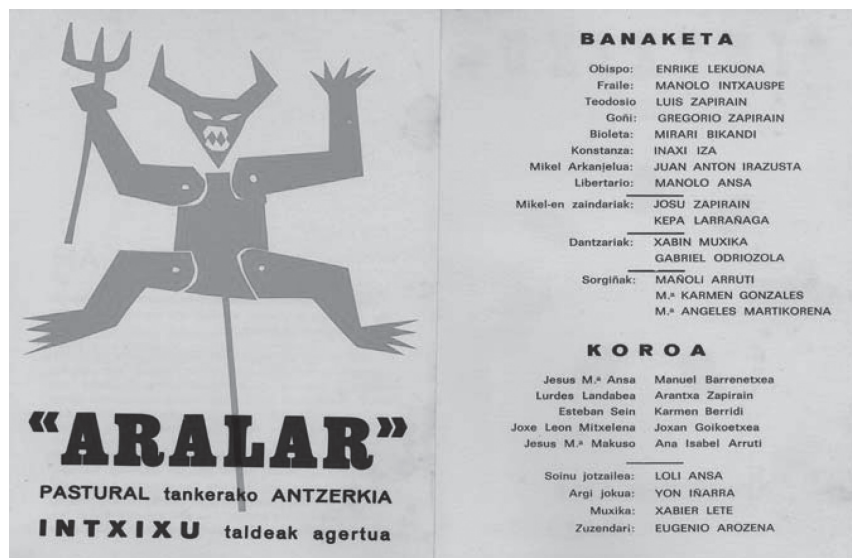 «ARALAR»
PASTURAL tankerako ANTZERKIA
INTXIXU taldeak agertua
BANAKETA
Obispo: ENRIKE LEKUONA
Fraile: MANOLO INTXAUSPE
Teodosio LUIS ZAPIRAIN
Goñi: GREGORIO ZAPIRAIN
Bioleta: MIRARI BIKANDI
Konstanza: INAXI IZA
Mikel Arkanjelua: JUAN ANTON IRAZUSTA
Libertario: MANOLO ANSA
Mikel-en zaindariak: JOSU ZAPIRAIN
KEPA LARRAÑAGA
Dantzariak: XABIN MUXIKA
GABRIEL ODRIOZOLA
Sorgiñak: MAÑOLI ARRUTI
M.ª KARMEN GONZALES
M.ª ANGELES MARTIKORENA
KOROA
Jesus M.ª Ansa Manuel Barrenetxea
Lurdes Landabea Arantxa Zapirain
Esteban Sein Karmen Berridi
Joxe Leon Mitxelena Joxan Goikoetxea
Jesus M.ª Makuso Ana Isabel Arruti
Soinu jotzailea: LOLI ANSA
Argi jokua: YON IÑARRA
Muxika: XABIER LETE
Zuzendari: EUGENIO AROZENA